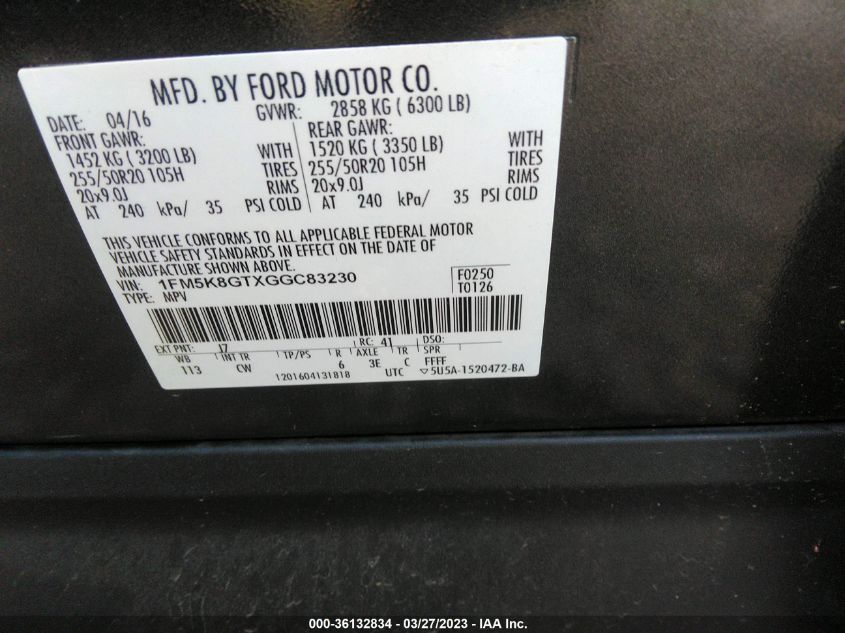 MFD. BY FORD MOTOR CO.
DATE: 04/16 GVWR: 2858 KG ( 6300 LB)
FRONT GAWR: REAR GAWR:
1452 KG ( 3200 LB) WITH 1520 KG ( 3350 LB) WITH
255/50R20 105H TIRES 255/50R20 105H TIRES
20x9.0J RIMS 20x9.0J RIMS
AT 240 kPa/ 35 PSI COLD AT 240 kPa/ 35 PSI COLD
THIS VEHICLE CONFORMS TO ALL APPLICABLE FEDERAL MOTOR
VEHICLE SAFETY STANDARDS IN EFFECT ON THE DATE OF
MANUFACTURE SHOWN ABOVE.
VIN: 1FM5K8GTXGGC83230 F0250
TYPE: MPV T0126
EXT PNT: J7 RC: 41 DSO:
WB INT TR TP/PS R AXLE TR SPR
113 CW 6 3E C FFFF
1201604131818 UTC ▽5U5A-1520472-BA
000-36132834 - 03/27/2023 - IAA Inc.